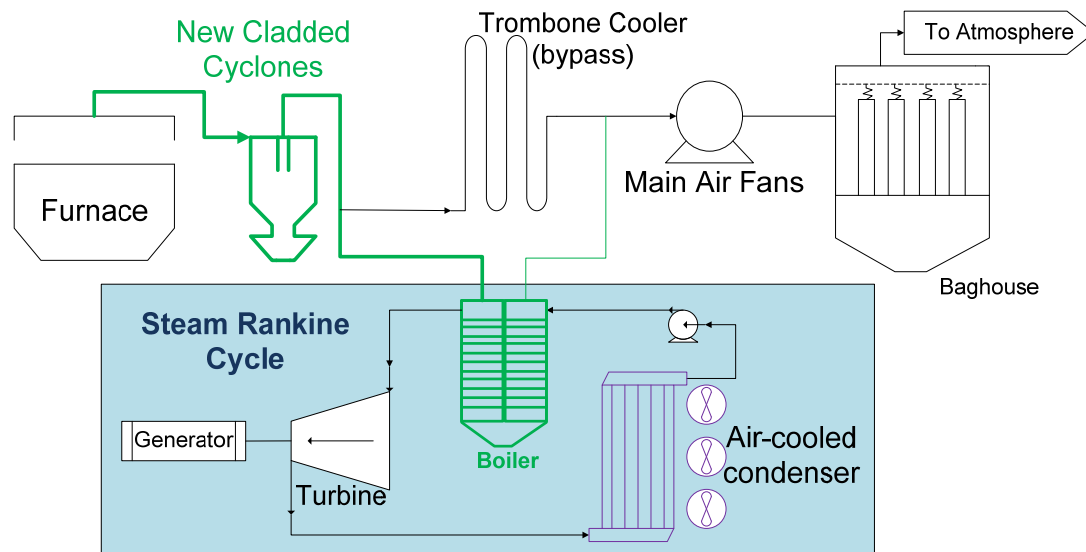 New Cladded
Cyclones
Trombone Cooler
(bypass)
To Atmosphere
Furnace
Main Air Fans
Baghouse
Steam Rankine
Cycle
Generator
Turbine
Boiler
Air-cooled
condenser